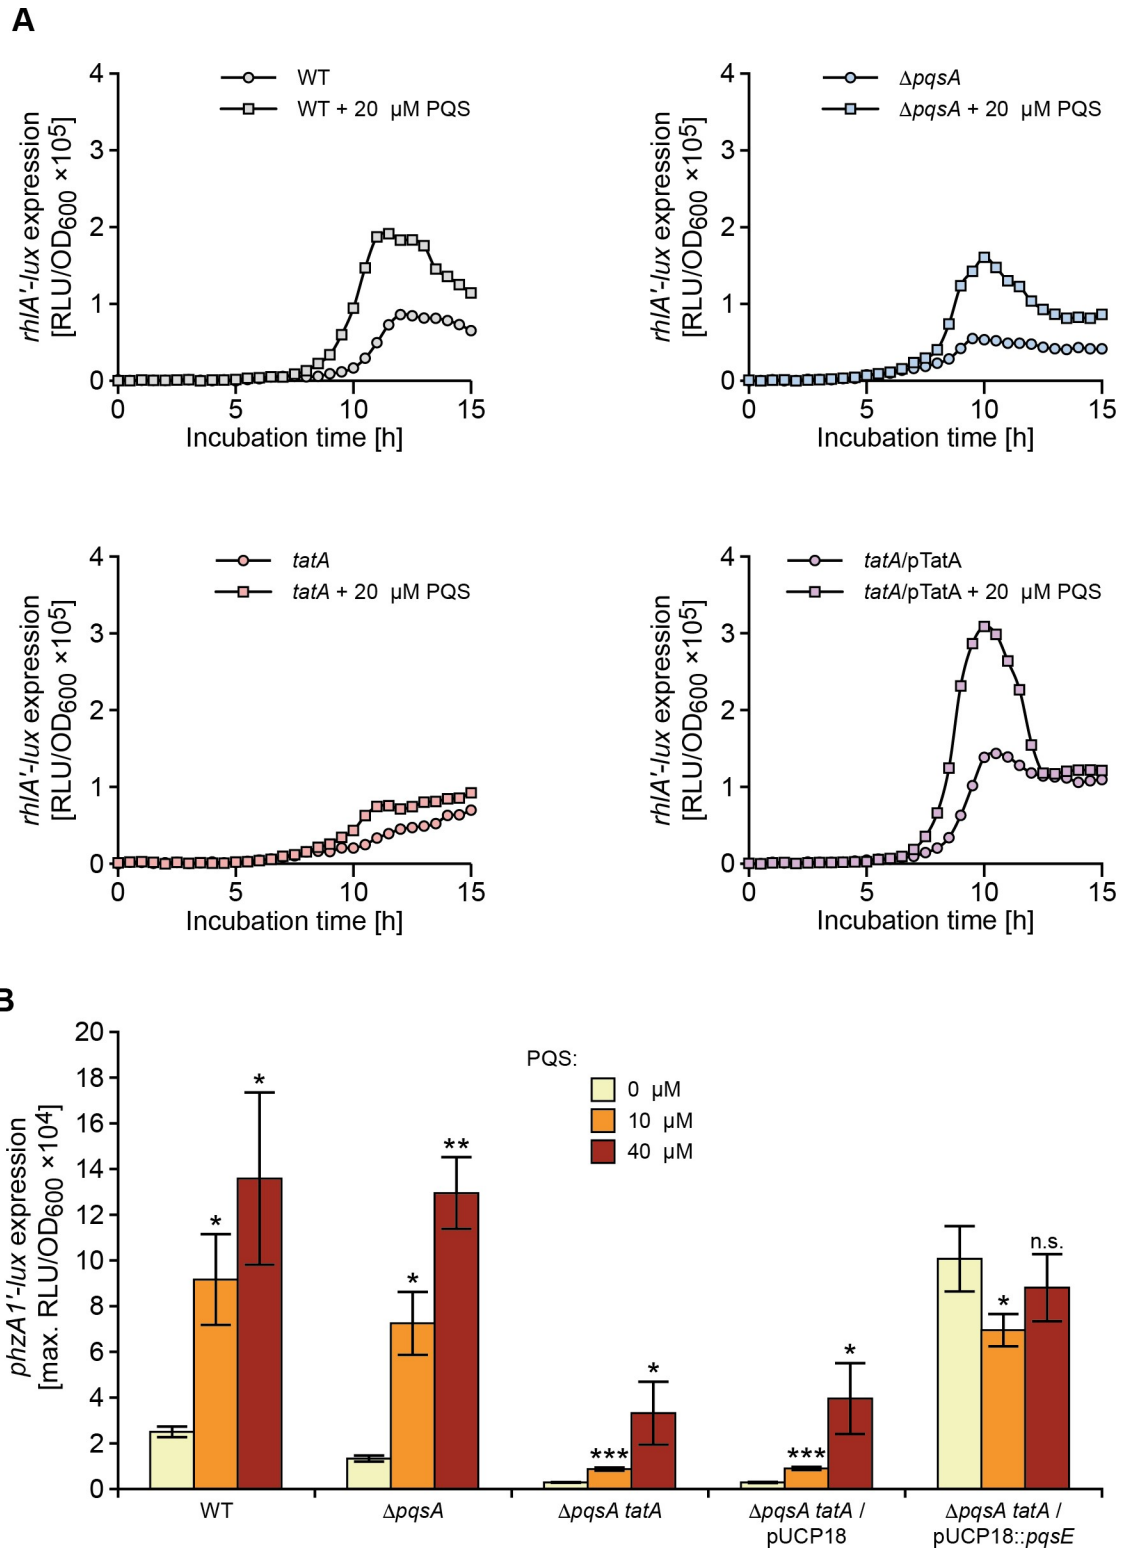 A
WT
WT + 20 µM PQS
rhlA'-lux expression
[RLU/OD600 ×10^5]
4
3
2
1
0
0 5 10 15
Incubation time [h]
ΔpqsA
ΔpqsA + 20 µM PQS
rhlA'-lux expression
[RLU/OD600 ×10^5]
4
3
2
1
0
0 5 10 15
Incubation time [h]
tatA
tatA + 20 µM PQS
rhlA'-lux expression
[RLU/OD600 ×10^5]
4
3
2
1
0
0 5 10 15
Incubation time [h]
tatA/pTatA
tatA/pTatA + 20 µM PQS
rhlA'-lux expression
[RLU/OD600 ×10^5]
4
3
2
1
0
0 5 10 15
Incubation time [h]
B
phzA1'-lux expression
[max. RLU/OD600 ×10^4]
20
18
16
14
12
10
8
6
4
2
0
PQS:
0 µM
10 µM
40 µM
* *
* **
*** *
*** *
* n.s.
WT ΔpqsA ΔpqsA tatA ΔpqsA tatA / ΔpqsA tatA /
pUCP18 pUCP18::pqsE